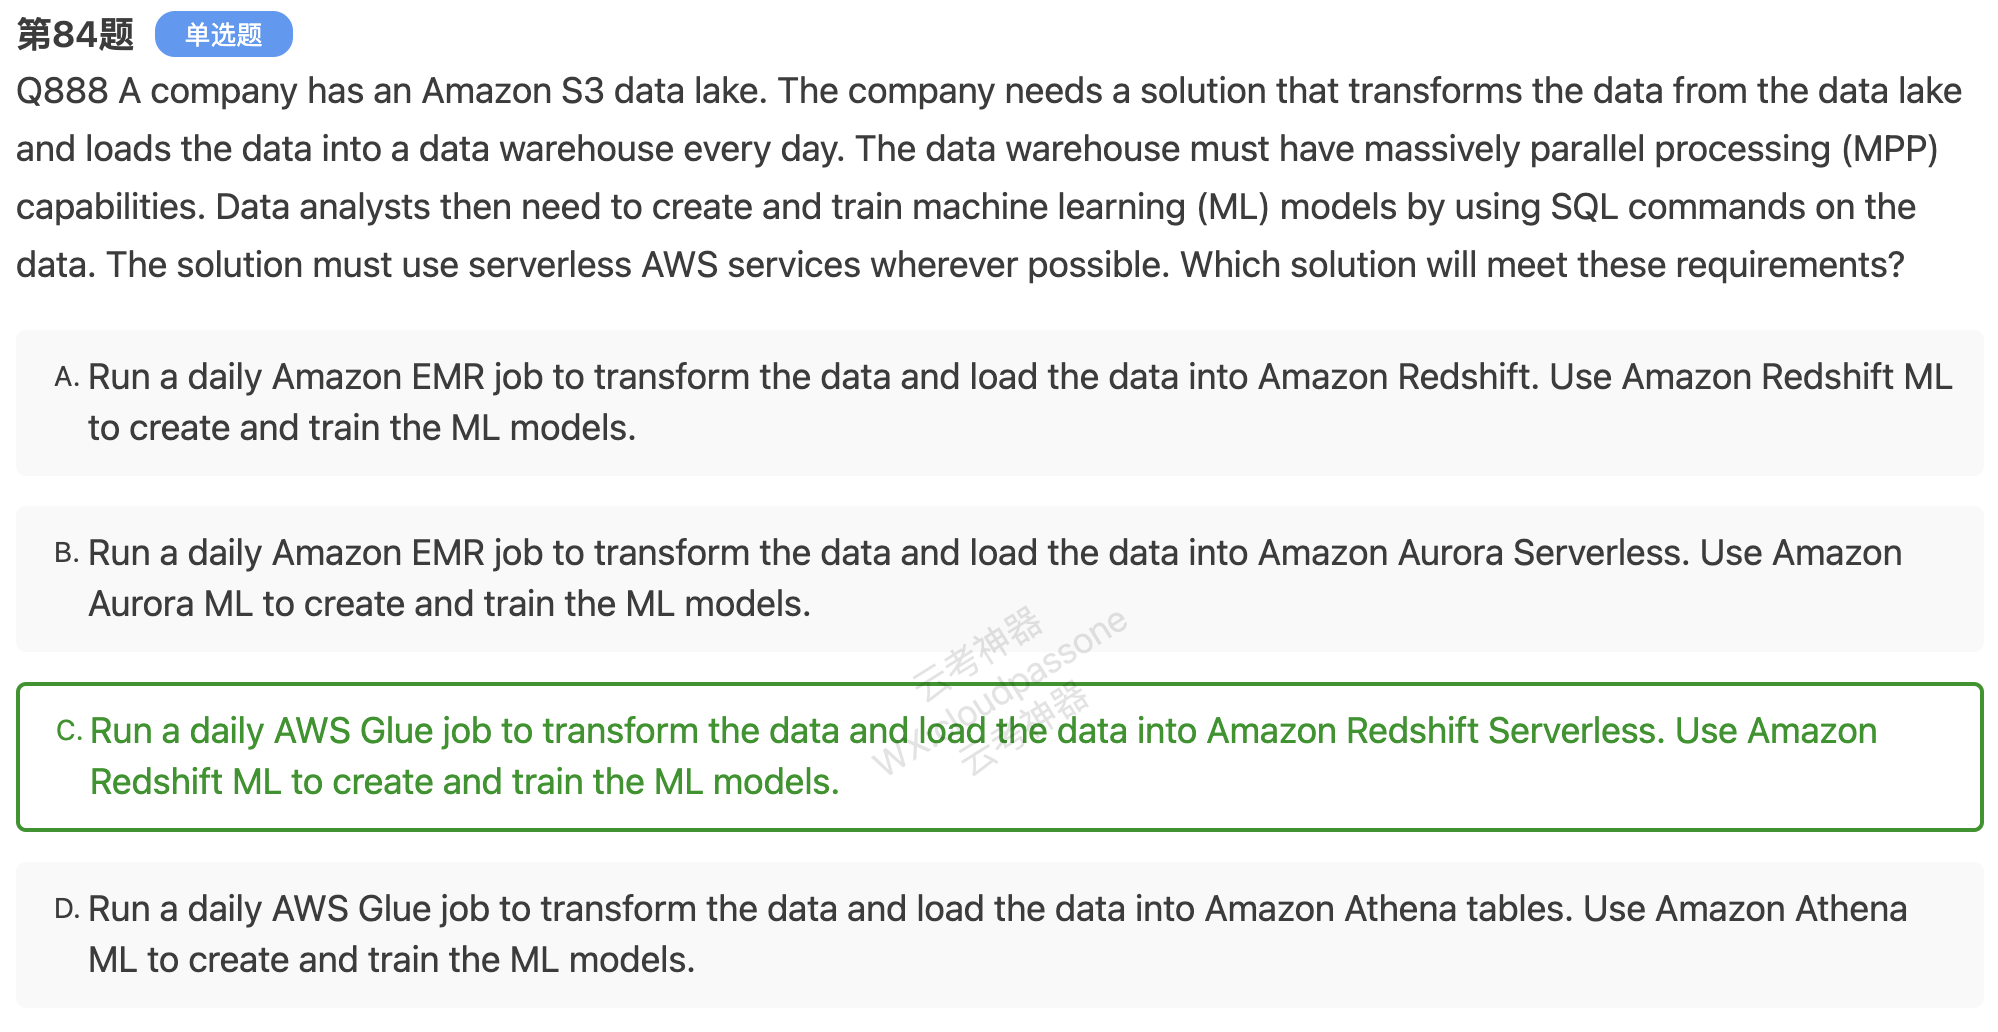 第84题 单选题
Q888 A company has an Amazon S3 data lake. The company needs a solution that transforms the data from the data lake
and loads the data into a data warehouse every day. The data warehouse must have massively parallel processing (MPP)
capabilities. Data analysts then need to create and train machine learning (ML) models by using SQL commands on the
data. The solution must use serverless AWS services wherever possible. Which solution will meet these requirements?
A. Run a daily Amazon EMR job to transform the data and load the data into Amazon Redshift. Use Amazon Redshift ML
to create and train the ML models.
B. Run a daily Amazon EMR job to transform the data and load the data into Amazon Aurora Serverless. Use Amazon
Aurora ML to create and train the ML models.
云考神器
WX:cloudpassone
云考神器
C. Run a daily AWS Glue job to transform the data and load the data into Amazon Redshift Serverless. Use Amazon
Redshift ML to create and train the ML models.
D. Run a daily AWS Glue job to transform the data and load the data into Amazon Athena tables. Use Amazon Athena
ML to create and train the ML models.